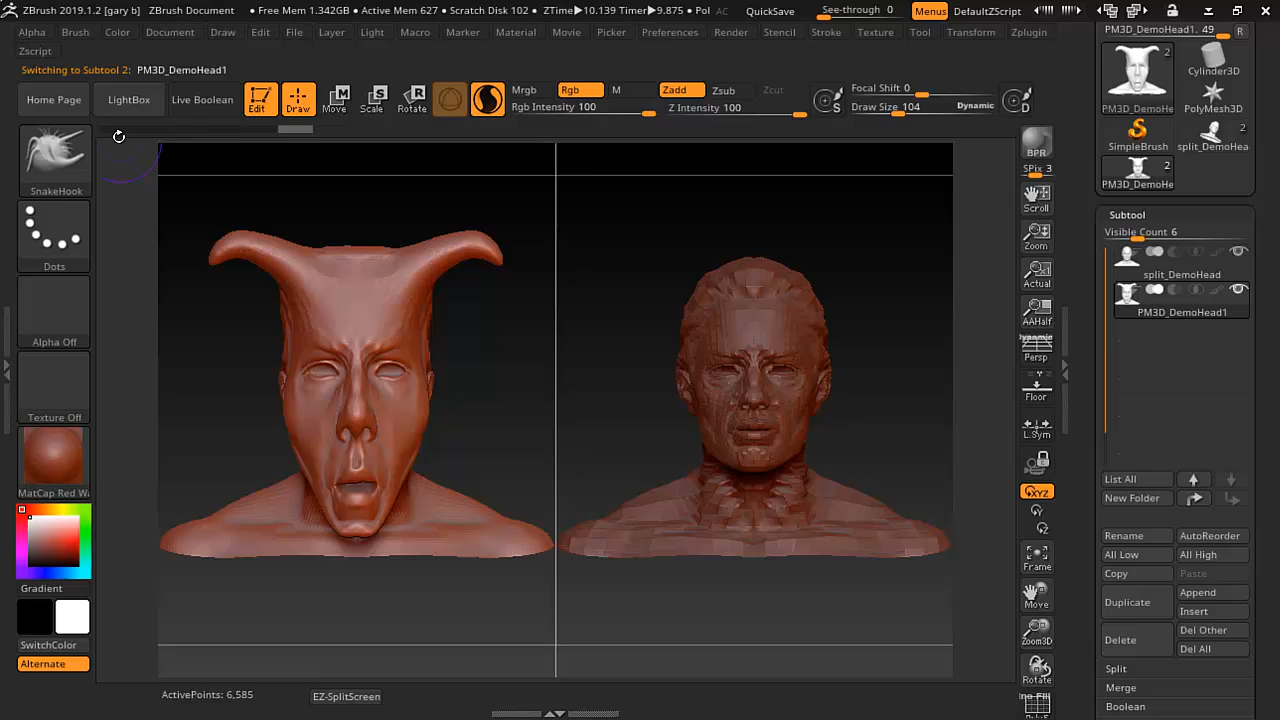 ZBrush 2019.1.2 [gary b]   ZBrush Document   • Free Mem 1.342GB • Active Mem 627 • Scratch Disk 102 • ZTime▶10.139 Timer▶9.875 • Pol AC QuickSave See-through 0 Menus DefaultZScript
Alpha Brush Color Document Draw Edit File Layer Light Macro Marker Material Movie Picker Preferences Render Stencil Stroke Texture Tool Transform Zplugin
Zscript
Switching to Subtool 2: PM3D_DemoHead1
Home Page LightBox Live Boolean Edit Draw Move Scale Rotate
Mrgb Rgb M Zadd Zsub Zcut
Rgb Intensity 100 Z Intensity 100
S
Focal Shift 0
Draw Size 104 Dynamic
D
SnakeHook
Dots
Alpha Off
Texture Off
MatCap Red Wa
Gradient
SwitchColor
Alternate
ActivePoints: 6,585 EZ-SplitScreen
BPR
SPix 3
Scroll
Zoom
Actual
AAHalf
Dynamic
Persp
Floor
L.Sym
XYZ
Y
Z
Frame
Move
Zoom3D
Rotate
PM3D_DemoHead1. 49 R
2
PM3D_DemoHe
Cylinder3D
PolyMesh3D
SimpleBrush
2
split_DemoHea
2
PM3D_DemoHe
Subtool
Visible Count 6
split_DemoHead
PM3D_DemoHead1
List All
New Folder
Rename AutoReorder
All Low All High
Copy Paste
Duplicate Append
Insert
Delete Del Other
Del All
Split
Merge
Boolean